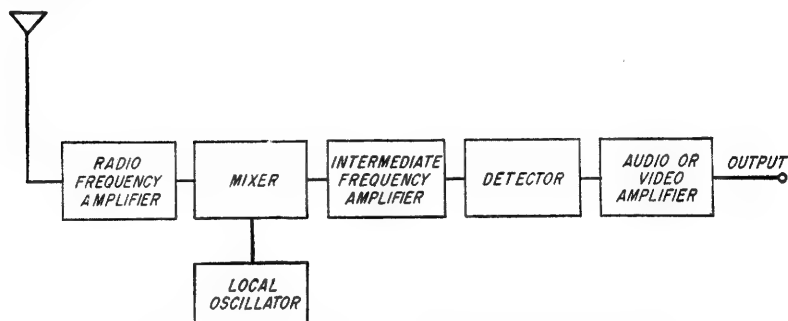 RADIO
FREQUENCY
AMPLIFIER
MIXER
INTERMEDIATE
FREQUENCY
AMPLIFIER
DETECTOR
AUDIO OR
VIDEO
AMPLIFIER
OUTPUT
LOCAL
OSCILLATOR